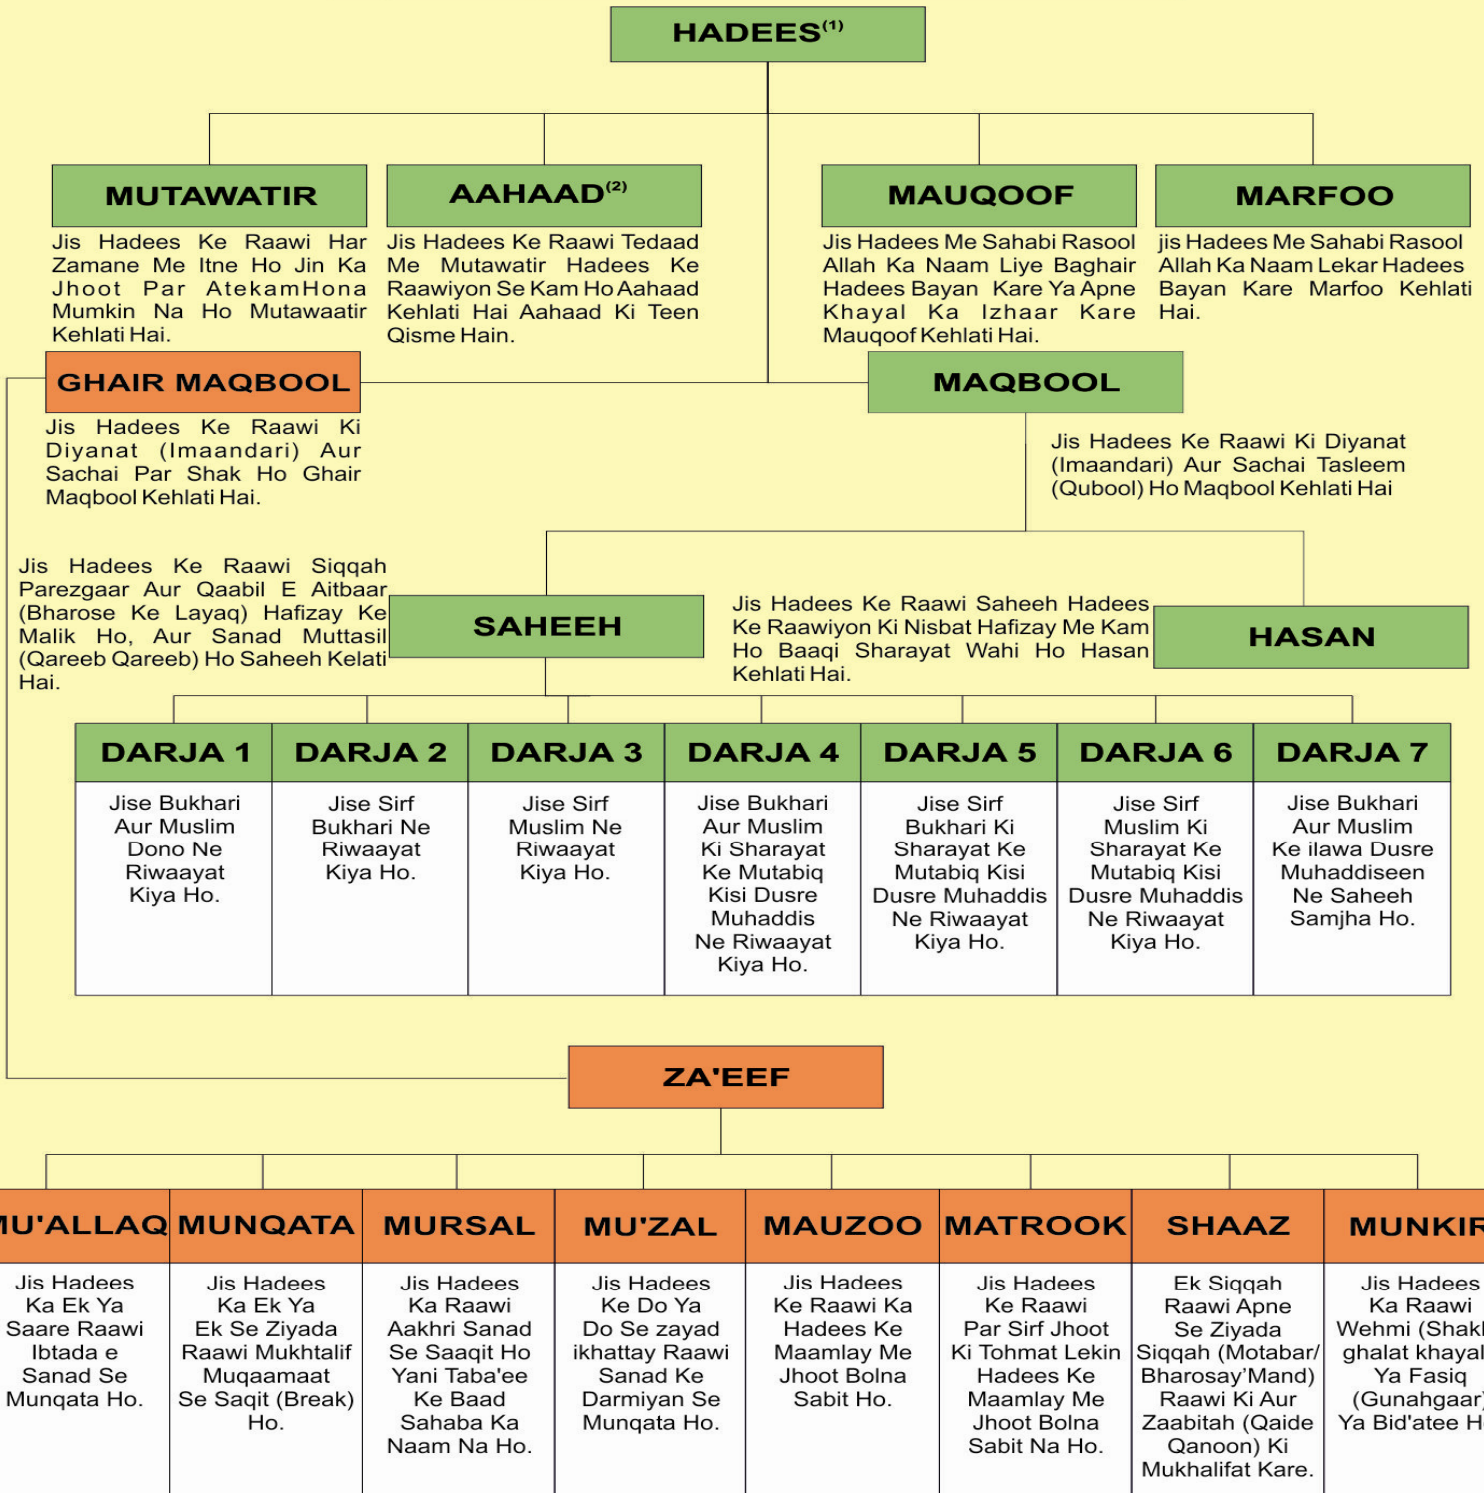 HADEES(1)
MUTAWATIR
Jis Hadees Ke Raawi Har
Zamane Me Itne Ho Jin Ka
Jhoot Par AtekamHona
Mumkin Na Ho Mutawaatir
Kehlati Hai.
AAHAAD(2)
Jis Hadees Ke Raawi Tedaad
Me Mutawatir Hadees Ke
Raawiyon Se Kam Ho Aahaad
Kehlati Hai Aahaad Ki Teen
Qisme Hain.
MAUQOOF
Jis Hadees Me Sahabi Rasool
Allah Ka Naam Liye Baghair
Hadees Bayan Kare Ya Apne
Khayal Ka Izhaar Kare
Mauqoof Kehlati Hai.
MARFOO
jis Hadees Me Sahabi Rasool
Allah Ka Naam Lekar Hadees
Bayan Kare Marfoo Kehlati
Hai.
GHAIR MAQBOOL
Jis Hadees Ke Raawi Ki
Diyanat (Imaandari) Aur
Sachai Par Shak Ho Ghair
Maqbool Kehlati Hai.
MAQBOOL
Jis Hadees Ke Raawi Ki Diyanat
(Imaandari) Aur Sachai Tasleem
(Qubool) Ho Maqbool Kehlati Hai
Jis Hadees Ke Raawi Siqqah
Parezgaar Aur Qaabil E Aitbaar
(Bharose Ke Layaq) Hafizay Ke
Malik Ho, Aur Sanad Muttasil
(Qareeb Qareeb) Ho Saheeh Kelati
Hai.
SAHEEH
Jis Hadees Ke Raawi Saheeh Hadees
Ke Raawiyon Ki Nisbat Hafizay Me Kam
Ho Baaqi Sharayat Wahi Ho Hasan
Kehlati Hai.
HASAN
DARJA 1
Jise Bukhari
Aur Muslim
Dono Ne
Riwaayat
Kiya Ho.
DARJA 2
Jise Sirf
Bukhari Ne
Riwaayat
Kiya Ho.
DARJA 3
Jise Sirf
Muslim Ne
Riwaayat
Kiya Ho.
DARJA 4
Jise Bukhari
Aur Muslim
Ki Sharayat
Ke Mutabiq
Kisi Dusre
Muhaddis
Ne Riwaayat
Kiya Ho.
DARJA 5
Jise Sirf
Bukhari Ki
Sharayat Ke
Mutabiq Kisi
Dusre Muhaddis
Ne Riwaayat
Kiya Ho.
DARJA 6
Jise Sirf
Muslim Ki
Sharayat Ke
Mutabiq Kisi
Dusre Muhaddis
Ne Riwaayat
Kiya Ho.
DARJA 7
Jise Bukhari
Aur Muslim
Ke ilawa Dusre
Muhaddiseen
Ne Saheeh
Samjha Ho.
ZA'EEF
MU'ALLAQ
Jis Hadees
Ka Ek Ya
Saare Raawi
Ibtada e
Sanad Se
Munqata Ho.
MUNQATA
Jis Hadees
Ka Ek Ya
Ek Se Ziyada
Raawi Mukhtalif
Muqaamaat
Se Saqit (Break)
Ho.
MURSAL
Jis Hadees
Ka Raawi
Aakhri Sanad
Se Saaqit Ho
Yani Taba'ee
Ke Baad
Sahaba Ka
Naam Na Ho.
MU'ZAL
Jis Hadees
Ke Do Ya
Do Se zayad
ikhattay Raawi
Sanad Ke
Darmiyan Se
Munqata Ho.
MAUZOO
Jis Hadees
Ke Raawi Ka
Hadees Ke
Maamlay Me
Jhoot Bolna
Sabit Ho.
MATROOK
Jis Hadees
Ke Raawi
Par Sirf Jhoot
Ki Tohmat Lekin
Hadees Ke
Maamlay Me
Jhoot Bolna
Sabit Na Ho.
SHAAZ
Ek Siqqah
Raawi Apne
Se Ziyada
Siqqah (Motabar/
Bharosay'Mand)
Raawi Ki Aur
Zaabitah (Qaide
Qanoon) Ki
Mukhalifat Kare.
MUNKIR
Jis Hadees
Ka Raawi
Wehmi
ghalat
Ya Fasiq
(Gunahgaar)
Ya Bid'atee